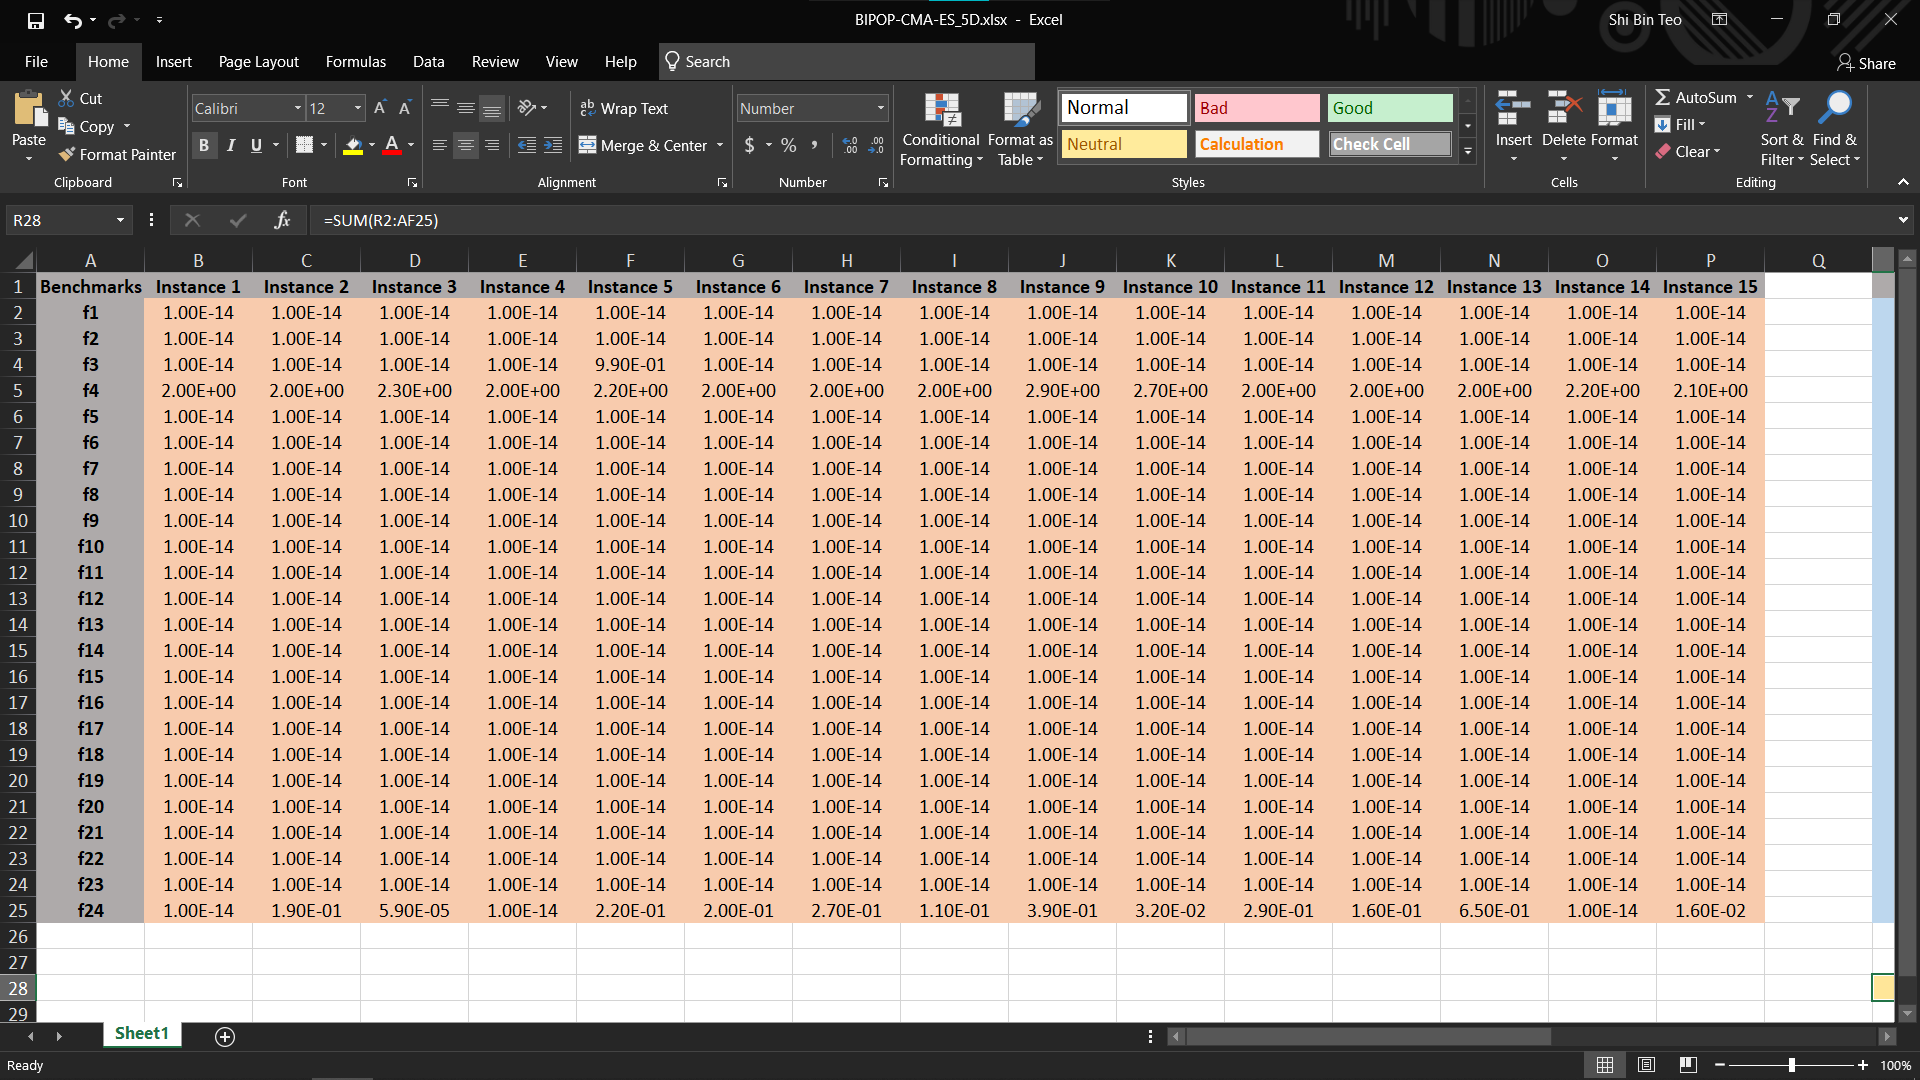 BIPOP-CMA-ES_5D.xlsx - Excel
Shi Bin Teo
File Home Insert Page Layout Formulas Data Review View Help Search
Share
Paste
Cut
Copy
Format Painter
Clipboard
Calibri 12
B I U
Font
Wrap Text
Merge & Center
Alignment
Number
$ % ,
Number
Conditional Formatting
Format as Table
Normal Bad Good
Neutral Calculation Check Cell
Styles
Insert Delete Format
Cells
AutoSum
Fill
Clear
Sort & Filter
Find & Select
Editing
R28 fx =SUM(R2:AF25)
A B C D E F G H I J K L M N O P Q
1 Benchmarks Instance 1 Instance 2 Instance 3 Instance 4 Instance 5 Instance 6 Instance 7 Instance 8 Instance 9 Instance 10 Instance 11 Instance 12 Instance 13 Instance 14 Instance 15
2 f1 1.00E-14 1.00E-14 1.00E-14 1.00E-14 1.00E-14 1.00E-14 1.00E-14 1.00E-14 1.00E-14 1.00E-14 1.00E-14 1.00E-14 1.00E-14 1.00E-14 1.00E-14
3 f2 1.00E-14 1.00E-14 1.00E-14 1.00E-14 1.00E-14 1.00E-14 1.00E-14 1.00E-14 1.00E-14 1.00E-14 1.00E-14 1.00E-14 1.00E-14 1.00E-14 1.00E-14
4 f3 1.00E-14 1.00E-14 1.00E-14 1.00E-14 9.90E-01 1.00E-14 1.00E-14 1.00E-14 1.00E-14 1.00E-14 1.00E-14 1.00E-14 1.00E-14 1.00E-14 1.00E-14
5 f4 2.00E+00 2.00E+00 2.30E+00 2.00E+00 2.20E+00 2.00E+00 2.00E+00 2.00E+00 2.90E+00 2.70E+00 2.00E+00 2.00E+00 2.00E+00 2.20E+00 2.10E+00
6 f5 1.00E-14 1.00E-14 1.00E-14 1.00E-14 1.00E-14 1.00E-14 1.00E-14 1.00E-14 1.00E-14 1.00E-14 1.00E-14 1.00E-14 1.00E-14 1.00E-14 1.00E-14
7 f6 1.00E-14 1.00E-14 1.00E-14 1.00E-14 1.00E-14 1.00E-14 1.00E-14 1.00E-14 1.00E-14 1.00E-14 1.00E-14 1.00E-14 1.00E-14 1.00E-14 1.00E-14
8 f7 1.00E-14 1.00E-14 1.00E-14 1.00E-14 1.00E-14 1.00E-14 1.00E-14 1.00E-14 1.00E-14 1.00E-14 1.00E-14 1.00E-14 1.00E-14 1.00E-14 1.00E-14
9 f8 1.00E-14 1.00E-14 1.00E-14 1.00E-14 1.00E-14 1.00E-14 1.00E-14 1.00E-14 1.00E-14 1.00E-14 1.00E-14 1.00E-14 1.00E-14 1.00E-14 1.00E-14
10 f9 1.00E-14 1.00E-14 1.00E-14 1.00E-14 1.00E-14 1.00E-14 1.00E-14 1.00E-14 1.00E-14 1.00E-14 1.00E-14 1.00E-14 1.00E-14 1.00E-14 1.00E-14
11 f10 1.00E-14 1.00E-14 1.00E-14 1.00E-14 1.00E-14 1.00E-14 1.00E-14 1.00E-14 1.00E-14 1.00E-14 1.00E-14 1.00E-14 1.00E-14 1.00E-14 1.00E-14
12 f11 1.00E-14 1.00E-14 1.00E-14 1.00E-14 1.00E-14 1.00E-14 1.00E-14 1.00E-14 1.00E-14 1.00E-14 1.00E-14 1.00E-14 1.00E-14 1.00E-14 1.00E-14
13 f12 1.00E-14 1.00E-14 1.00E-14 1.00E-14 1.00E-14 1.00E-14 1.00E-14 1.00E-14 1.00E-14 1.00E-14 1.00E-14 1.00E-14 1.00E-14 1.00E-14 1.00E-14
14 f13 1.00E-14 1.00E-14 1.00E-14 1.00E-14 1.00E-14 1.00E-14 1.00E-14 1.00E-14 1.00E-14 1.00E-14 1.00E-14 1.00E-14 1.00E-14 1.00E-14 1.00E-14
15 f14 1.00E-14 1.00E-14 1.00E-14 1.00E-14 1.00E-14 1.00E-14 1.00E-14 1.00E-14 1.00E-14 1.00E-14 1.00E-14 1.00E-14 1.00E-14 1.00E-14 1.00E-14
16 f15 1.00E-14 1.00E-14 1.00E-14 1.00E-14 1.00E-14 1.00E-14 1.00E-14 1.00E-14 1.00E-14 1.00E-14 1.00E-14 1.00E-14 1.00E-14 1.00E-14 1.00E-14
17 f16 1.00E-14 1.00E-14 1.00E-14 1.00E-14 1.00E-14 1.00E-14 1.00E-14 1.00E-14 1.00E-14 1.00E-14 1.00E-14 1.00E-14 1.00E-14 1.00E-14 1.00E-14
18 f17 1.00E-14 1.00E-14 1.00E-14 1.00E-14 1.00E-14 1.00E-14 1.00E-14 1.00E-14 1.00E-14 1.00E-14 1.00E-14 1.00E-14 1.00E-14 1.00E-14 1.00E-14
19 f18 1.00E-14 1.00E-14 1.00E-14 1.00E-14 1.00E-14 1.00E-14 1.00E-14 1.00E-14 1.00E-14 1.00E-14 1.00E-14 1.00E-14 1.00E-14 1.00E-14 1.00E-14
20 f19 1.00E-14 1.00E-14 1.00E-14 1.00E-14 1.00E-14 1.00E-14 1.00E-14 1.00E-14 1.00E-14 1.00E-14 1.00E-14 1.00E-14 1.00E-14 1.00E-14 1.00E-14
21 f20 1.00E-14 1.00E-14 1.00E-14 1.00E-14 1.00E-14 1.00E-14 1.00E-14 1.00E-14 1.00E-14 1.00E-14 1.00E-14 1.00E-14 1.00E-14 1.00E-14 1.00E-14
22 f21 1.00E-14 1.00E-14 1.00E-14 1.00E-14 1.00E-14 1.00E-14 1.00E-14 1.00E-14 1.00E-14 1.00E-14 1.00E-14 1.00E-14 1.00E-14 1.00E-14 1.00E-14
23 f22 1.00E-14 1.00E-14 1.00E-14 1.00E-14 1.00E-14 1.00E-14 1.00E-14 1.00E-14 1.00E-14 1.00E-14 1.00E-14 1.00E-14 1.00E-14 1.00E-14 1.00E-14
24 f23 1.00E-14 1.00E-14 1.00E-14 1.00E-14 1.00E-14 1.00E-14 1.00E-14 1.00E-14 1.00E-14 1.00E-14 1.00E-14 1.00E-14 1.00E-14 1.00E-14 1.00E-14
25 f24 1.00E-14 1.90E-01 5.90E-05 1.00E-14 2.20E-01 2.00E-01 2.70E-01 1.10E-01 3.90E-01 3.20E-02 2.90E-01 1.60E-01 6.50E-01 1.00E-14 1.60E-02
26
27
28
29
Sheet1
Ready
100%